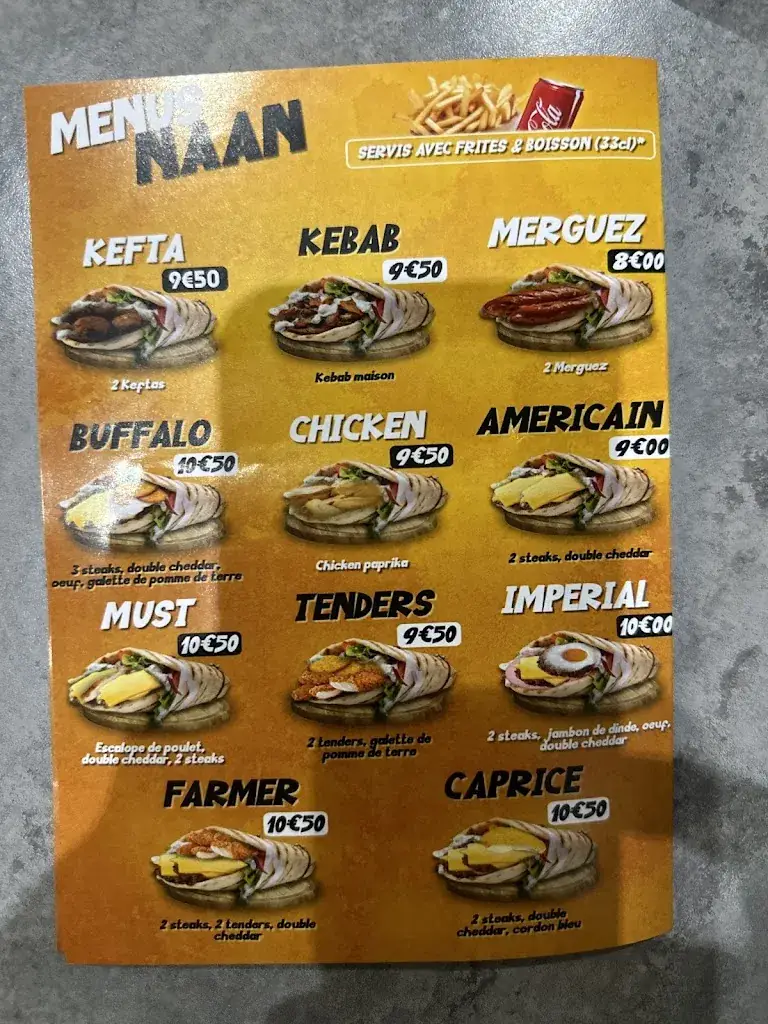 MENUS
NAAN
Cola
SERVIS AVEC FRITES & BOISSON (33cl)*
KEFTA
9€50
2 Keftas
KEBAB
9€50
Kebab maison
MERGUEZ
8€00
2 Merguez
BUFFALO
10€50
3 steaks, double cheddar,
oeuf, galette de pomme de terre
CHICKEN
9€50
Chicken paprika
AMERICAIN
9€00
2 steaks, double cheddar
MUST
10€50
Escalope de poulet,
double cheddar, 2 steaks
TENDERS
9€50
2 tenders, galette de
pomme de terre
IMPERIAL
10€00
2 steaks, jambon de dinde, oeuf,
double cheddar
FARMER
10€50
2 steaks, 2 tenders, double
cheddar
CAPRICE
10€50
2 steaks, double
cheddar, cordon bleu